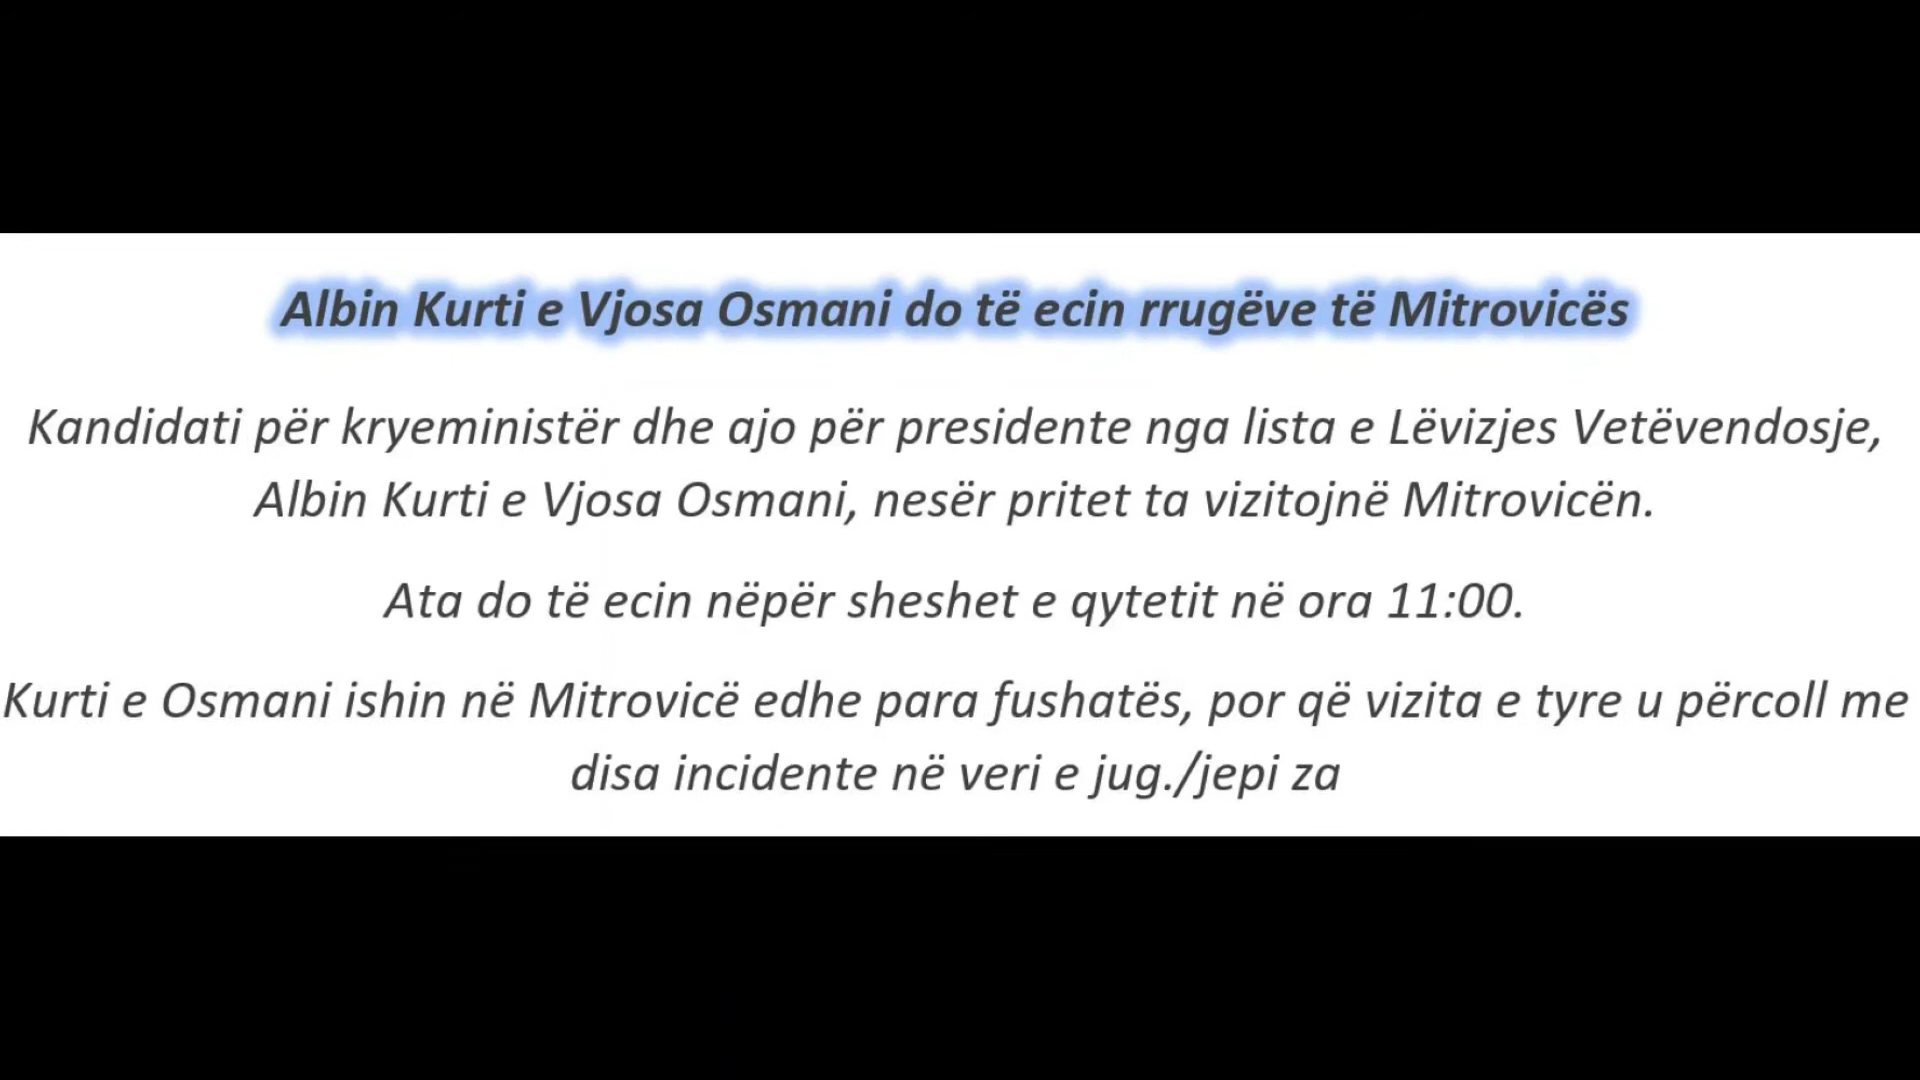 Albin Kurti e Vjosa Osmani do të ecin rrugëve të Mitrovicës
Kandidati për kryeministër dhe ajo për presidente nga lista e Lëvizjes Vetëvendosje,
Albin Kurti e Vjosa Osmani, nesër pritet ta vizitojnë Mitrovicën.
Ata do të ecin nëpër sheshet e qytetit në ora 11:00.
Kurti e Osmani ishin në Mitrovicë edhe para fushatës, por që vizita e tyre u përcoll me
disa incidente në veri e jug./jepi za